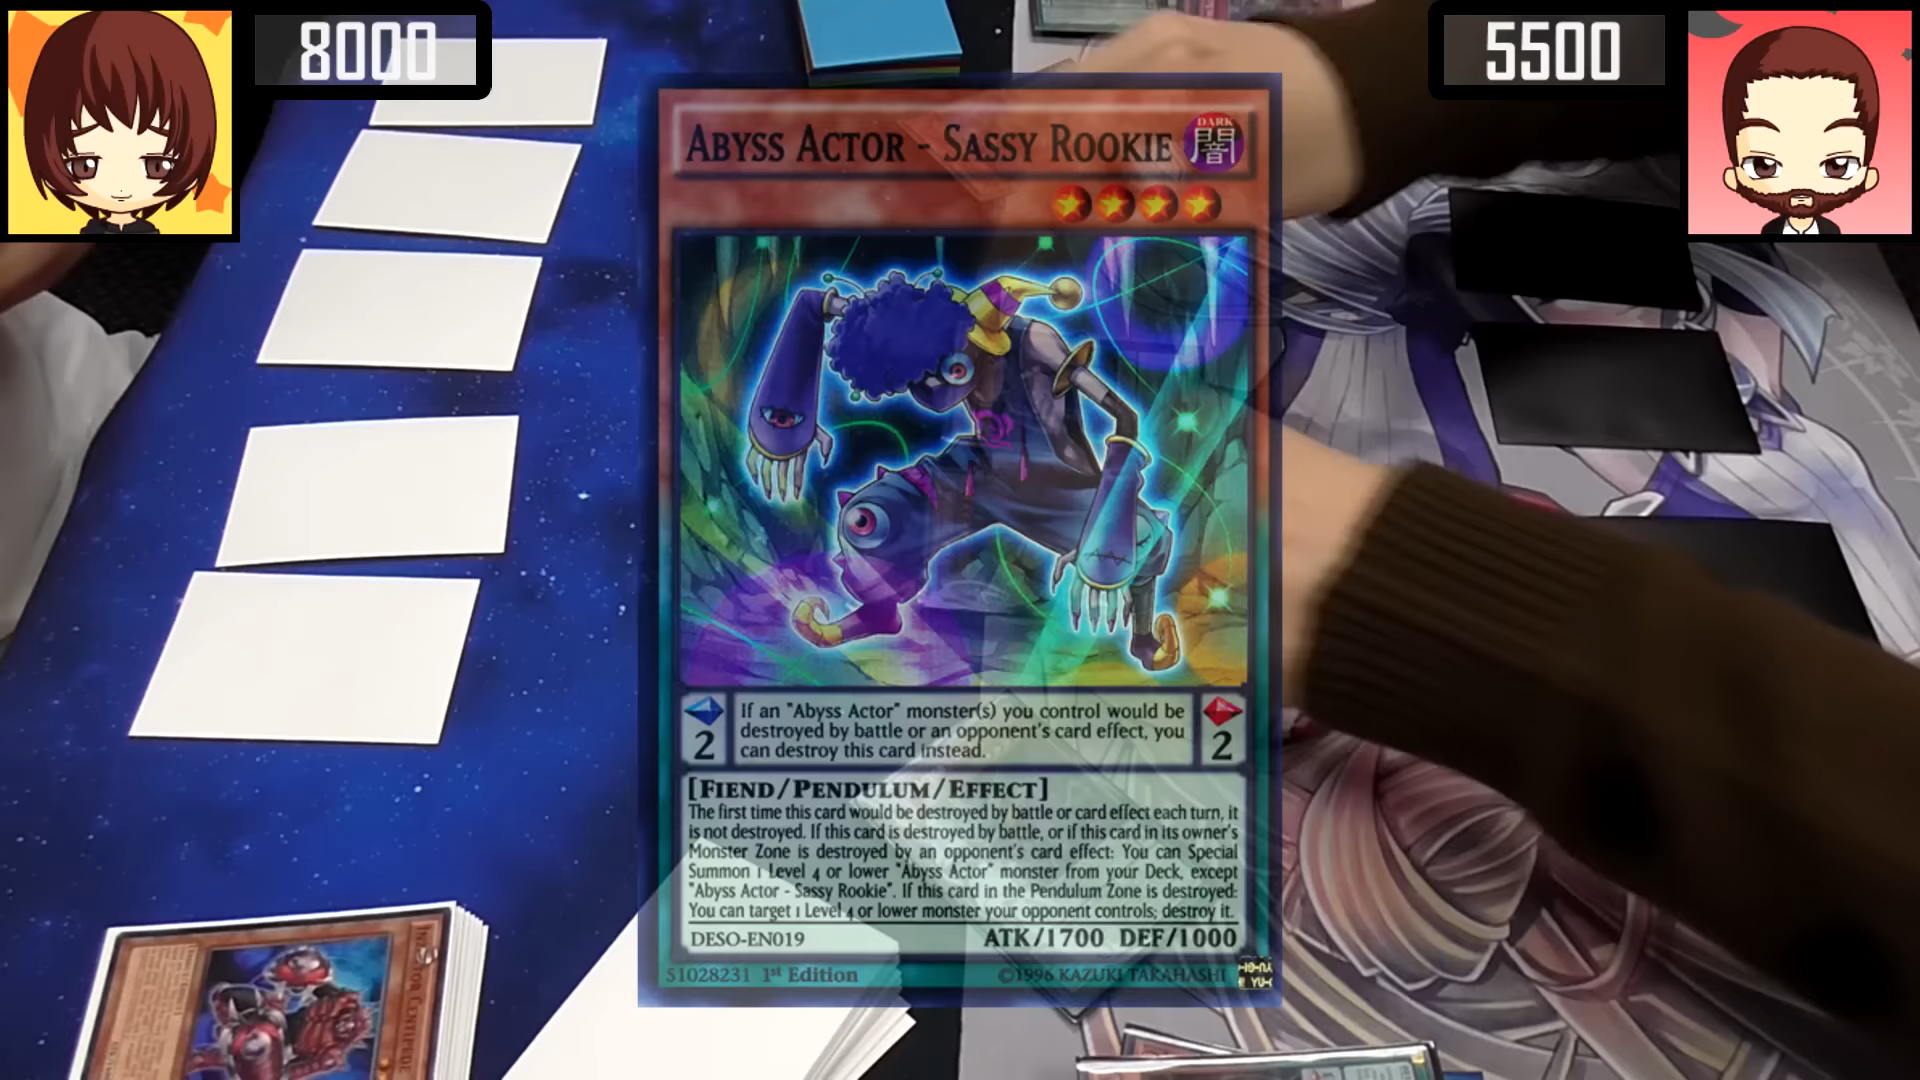 8000
5500
ABYSS ACTOR - SASSY ROOKIE
DARK
闇
If an "Abyss Actor" monster(s) you control would be
destroyed by battle or an opponent's card effect, you
can destroy this card instead.
2
2
[FIEND/PENDULUM/EFFECT]
The first time this card would be destroyed by battle or card effect each turn, it
is not destroyed. If this card is destroyed by battle, or if this card in its owner's
Monster Zone is destroyed by an opponent's card effect: You can Special
Summon 1 Level 4 or lower "Abyss Actor" monster from your Deck, except
"Abyss Actor - Sassy Rookie". If this card in the Pendulum Zone is destroyed:
You can target 1 Level 4 or lower monster your opponent controls; destroy it.
DESO-EN019
ATK/1700 DEF/1000
51028231 1st Edition
©1996 KAZUKI TAKAHASHI
CENTIPEDE